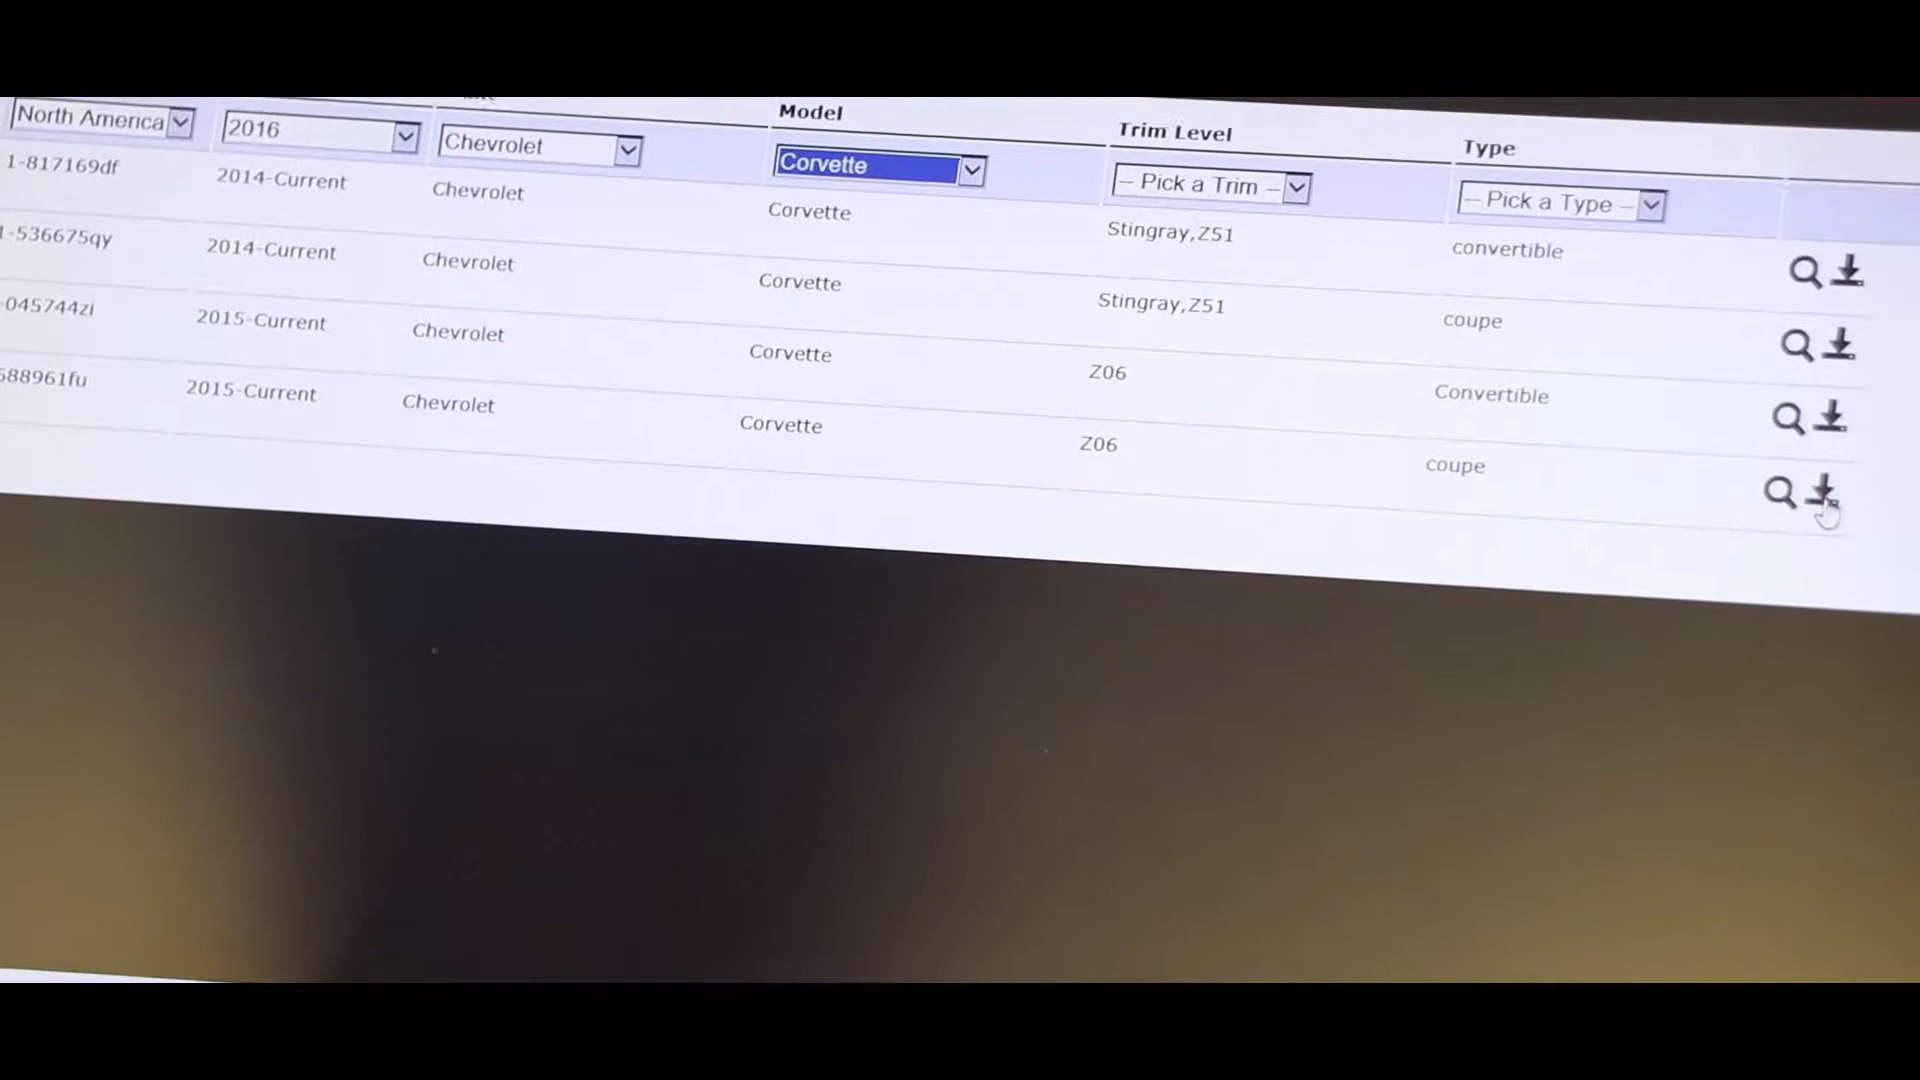 Model
Trim Level
Type
North America
2016
Chevrolet
Corvette
-- Pick a Trim --
-- Pick a Type --
1-817169df 2014-Current Chevrolet Corvette Stingray,Z51 convertible
1-536675qy 2014-Current Chevrolet Corvette Stingray,Z51 coupe
-045744zi 2015-Current Chevrolet Corvette Z06 Convertible
588961fu 2015-Current Chevrolet Corvette Z06 coupe